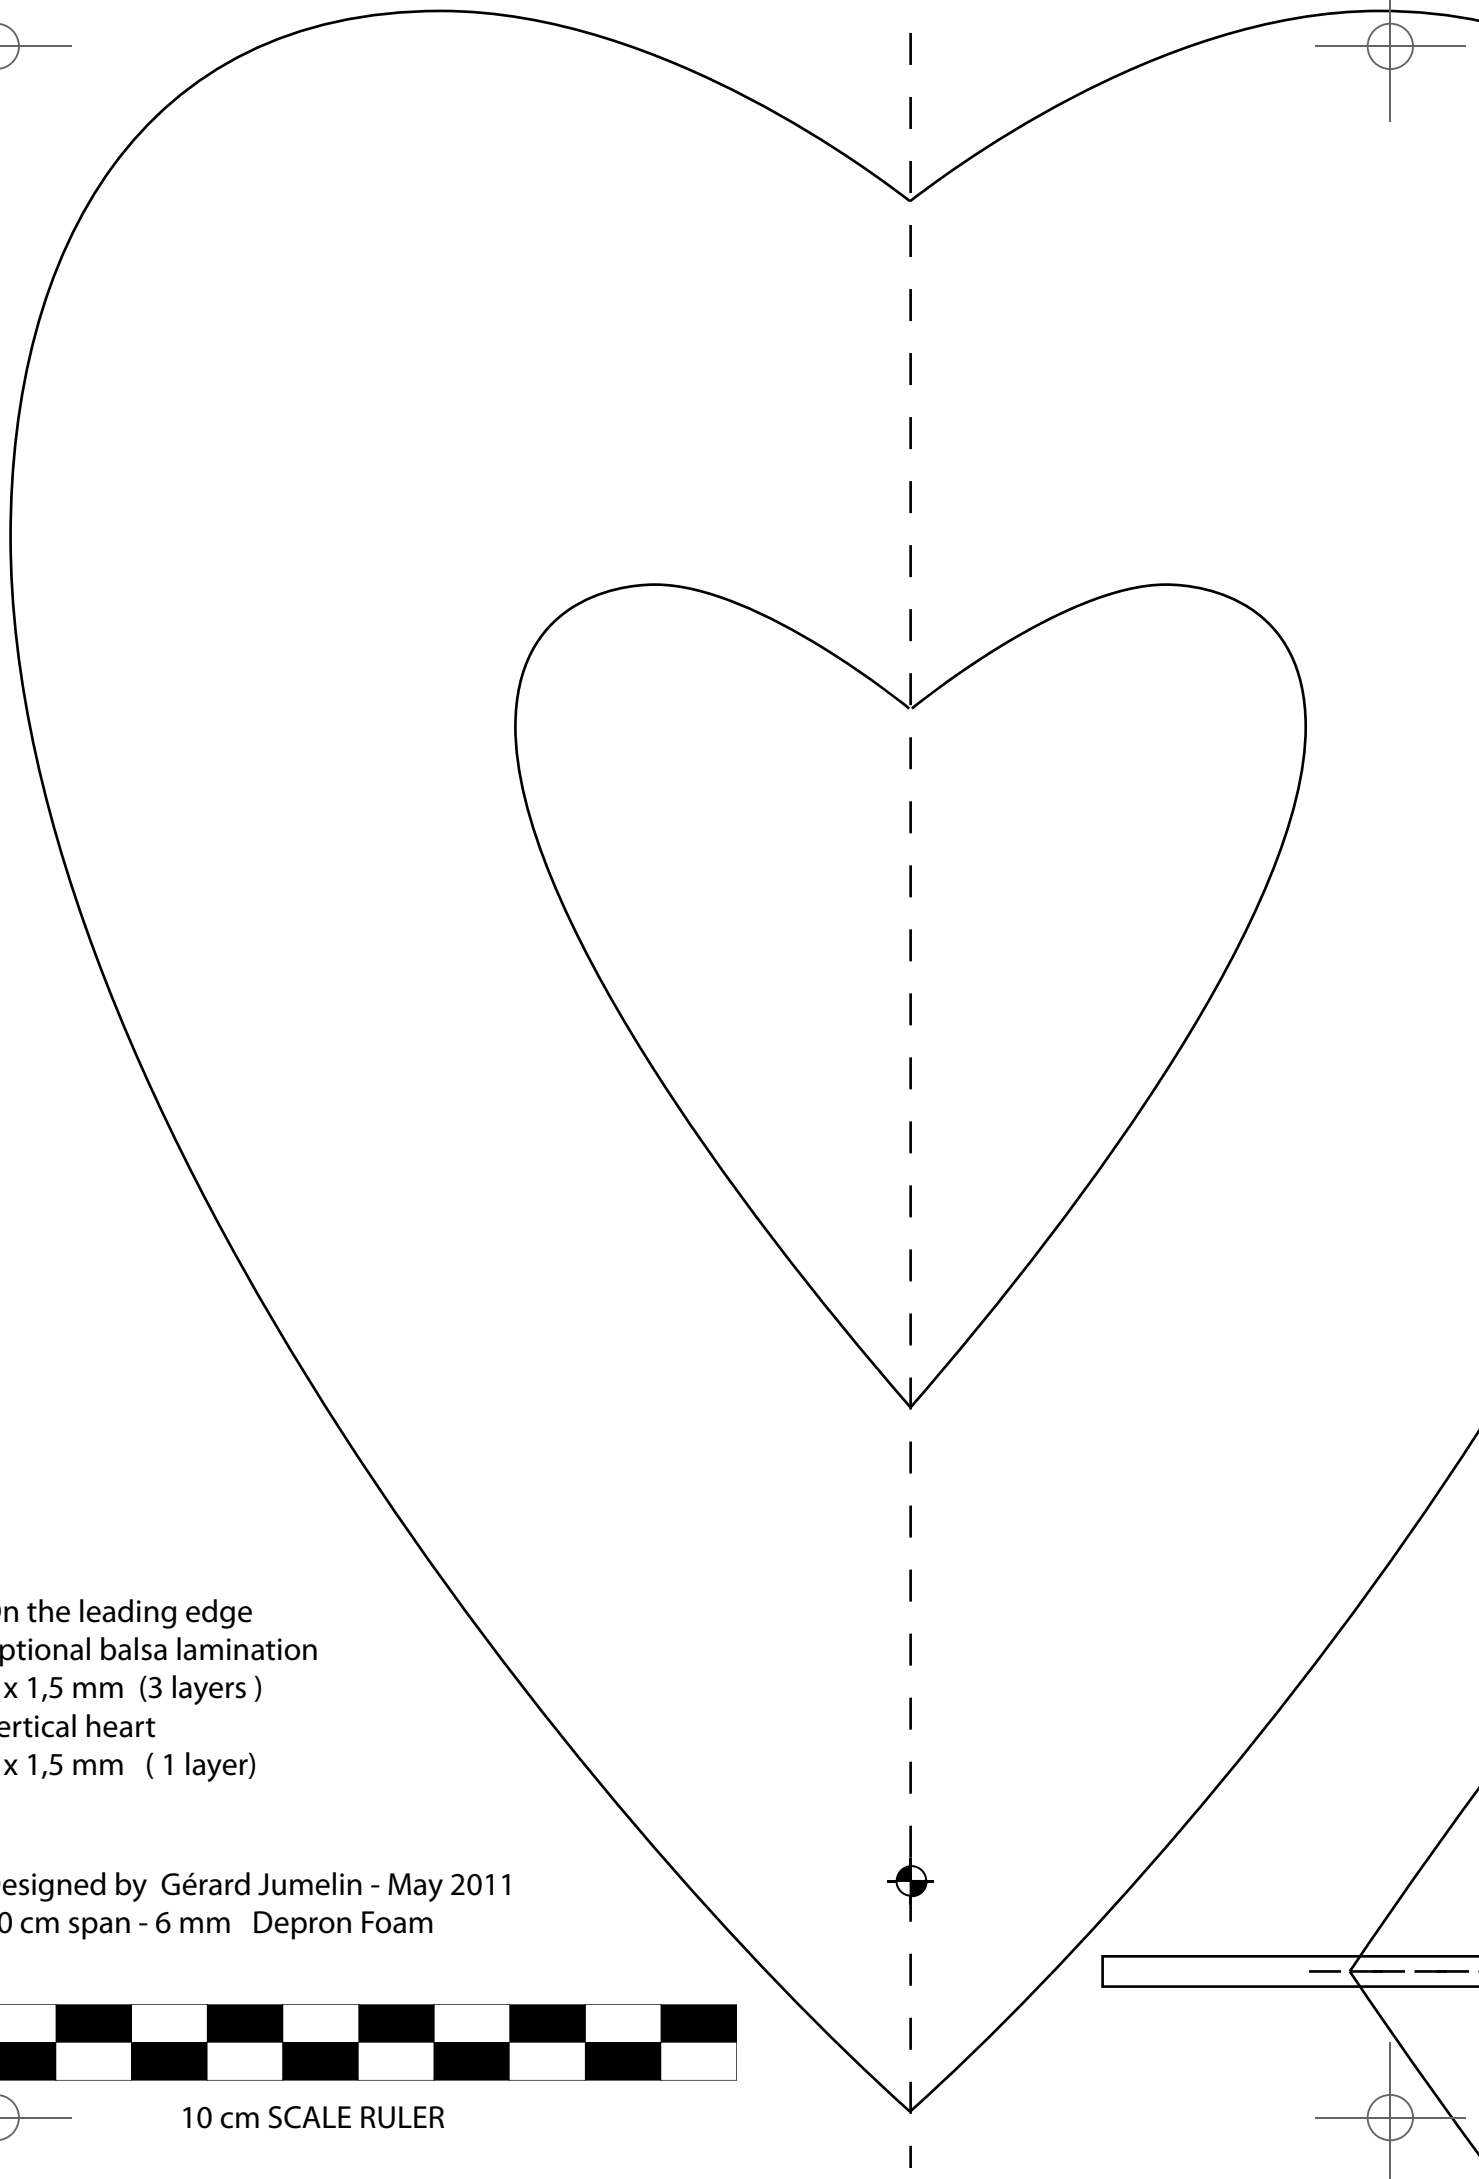 n the leading edge
ptional balsa lamination
x 1,5 mm (3 layers )
ertical heart
x 1,5 mm ( 1 layer)
esigned by Gérard Jumelin - May 2011
0 cm span - 6 mm Depron Foam
10 cm SCALE RULER